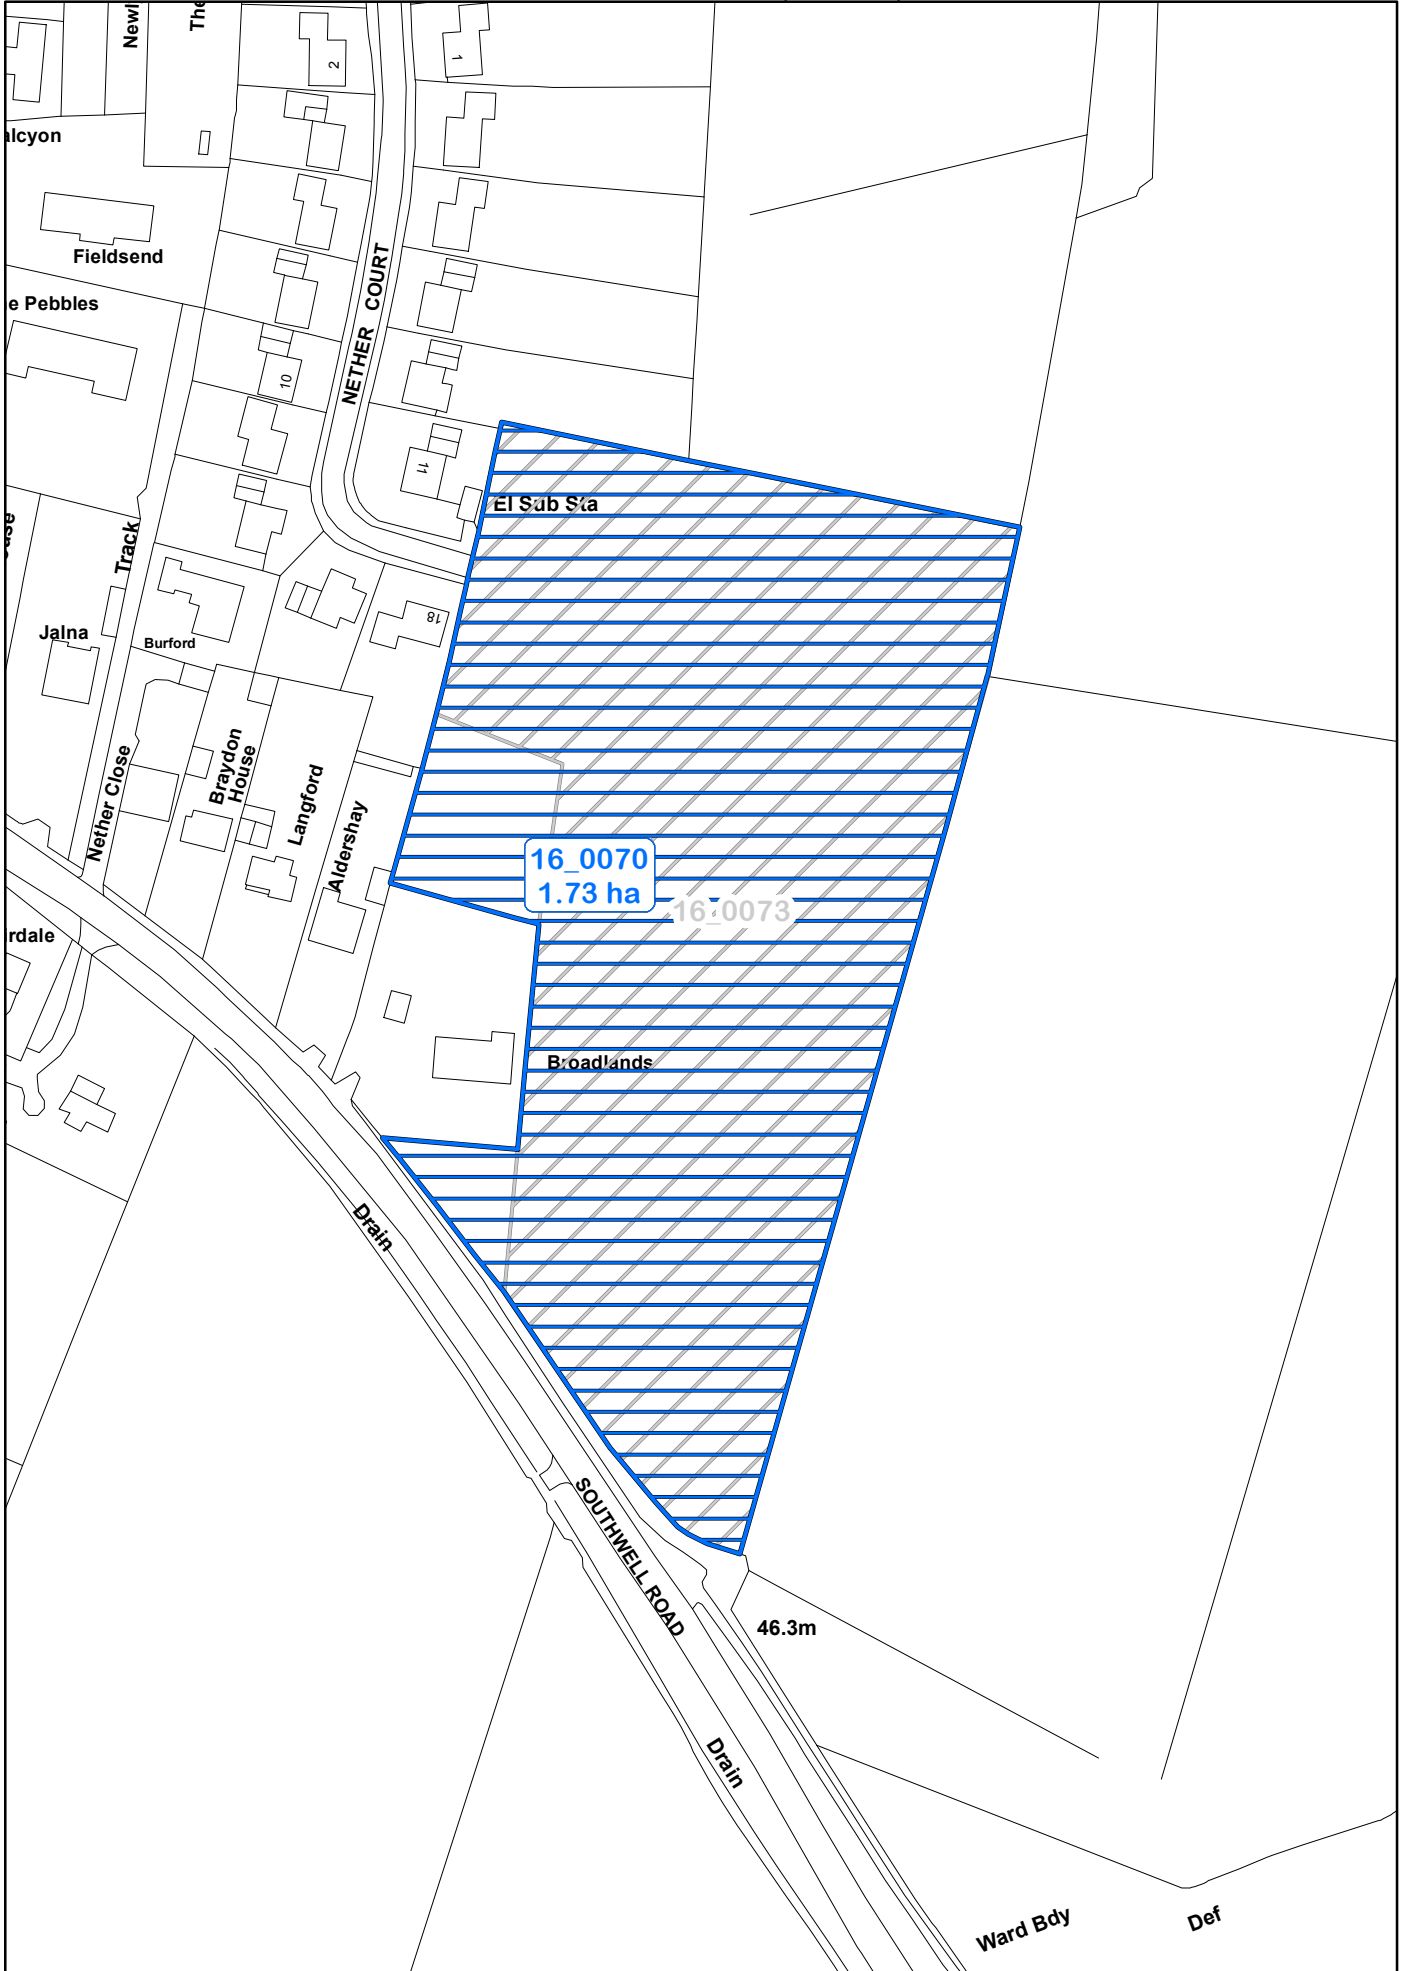 Newl
The
2
1
alcyon
Fieldsend
NETHER COURT
e Pebbles
10
11
El Sub Sta
Track
18
Jalna
Burford
Braydon
House
Nether Close
Langford
Aldershay
16_0070
1.73 ha
16_0073
rdale
Broadlands
Drain
SOUTHWELL ROAD
46.3m
Drain
Ward Bdy
Def